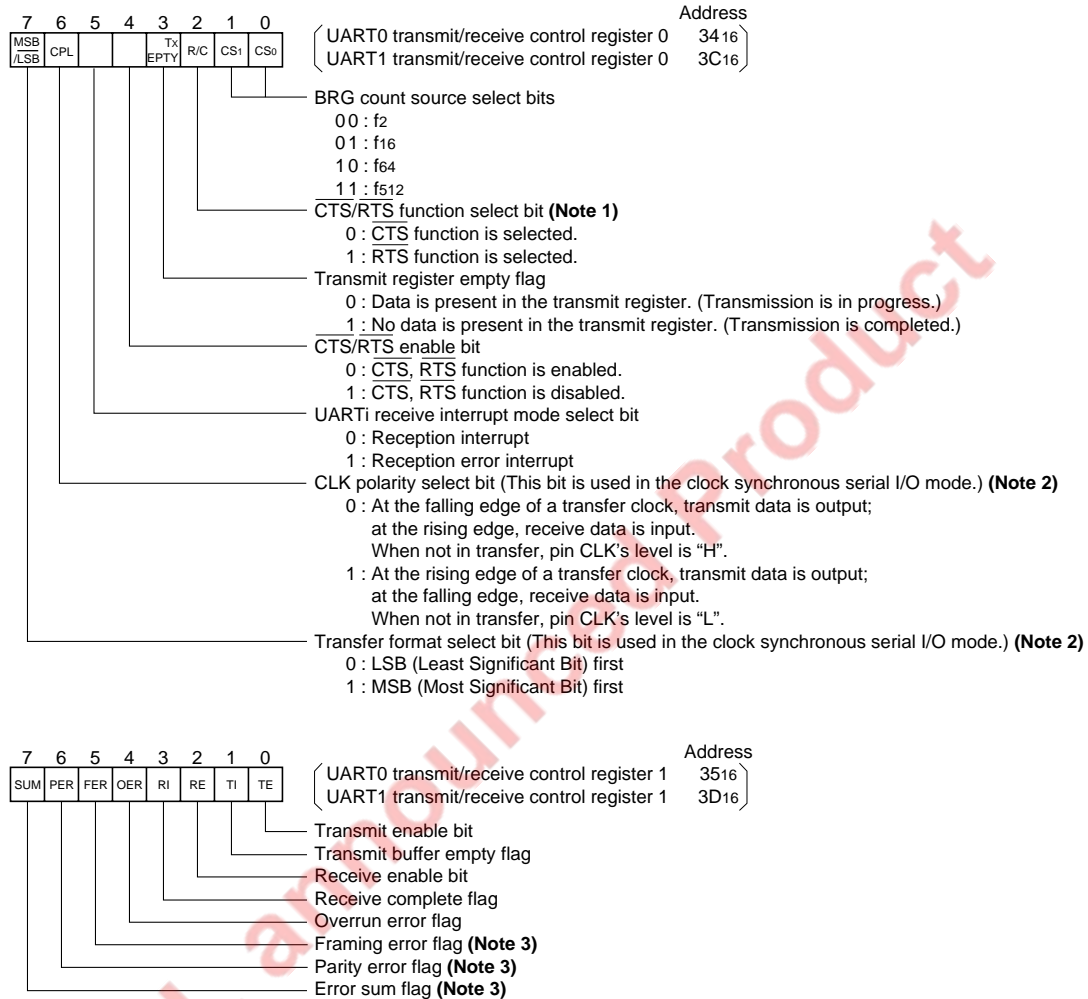 7 6 5 4 3 2 1 0 Address
MSB/LSB CPL Tx EPTY R/C CS1 CS0
UART0 transmit/receive control register 0 3416
UART1 transmit/receive control register 0 3C16
BRG count source select bits
0 0 : f2
0 1 : f16
1 0 : f64
1 1 : f512
CTS/RTS function select bit (Note 1)
0 : CTS function is selected.
1 : RTS function is selected.
Transmit register empty flag
0 : Data is present in the transmit register. (Transmission is in progress.)
1 : No data is present in the transmit register. (Transmission is completed.)
CTS/RTS enable bit
0 : CTS, RTS function is enabled.
1 : CTS, RTS function is disabled.
UARTi receive interrupt mode select bit
0 : Reception interrupt
1 : Reception error interrupt
CLK polarity select bit (This bit is used in the clock synchronous serial I/O mode.) (Note 2)
0 : At the falling edge of a transfer clock, transmit data is output;
at the rising edge, receive data is input.
When not in transfer, pin CLK’s level is “H”.
1 : At the rising edge of a transfer clock, transmit data is output;
at the falling edge, receive data is input.
When not in transfer, pin CLK’s level is “L”.
Transfer format select bit (This bit is used in the clock synchronous serial I/O mode.) (Note 2)
0 : LSB (Least Significant Bit) first
1 : MSB (Most Significant Bit) first
7 6 5 4 3 2 1 0 Address
SUM PER FER OER RI RE TI TE
UART0 transmit/receive control register 1 3516
UART1 transmit/receive control register 1 3D16
Transmit enable bit
Transmit buffer empty flag
Receive enable bit
Receive complete flag
Overrun error flag
Framing error flag (Note 3)
Parity error flag (Note 3)
Error sum flag (Note 3)
announced Product